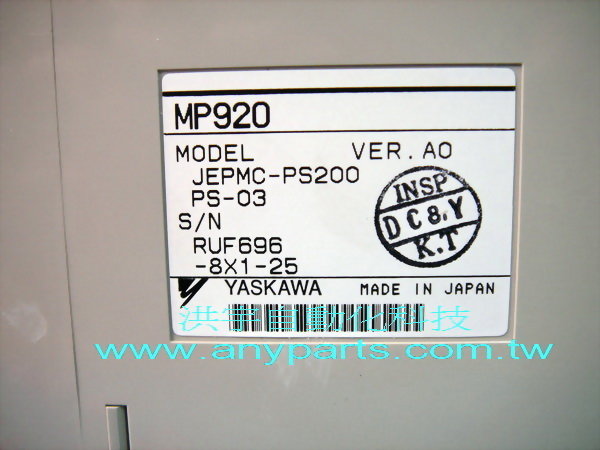 MP920
MODEL VER. A0
JEPMC-PS200
PS-03
S/N
RUF696
-8X1-25
INSP
DC8.Y
K.T
YASKAWA MADE IN JAPAN
洪宇自動化科技
www.anyparts.com.tw